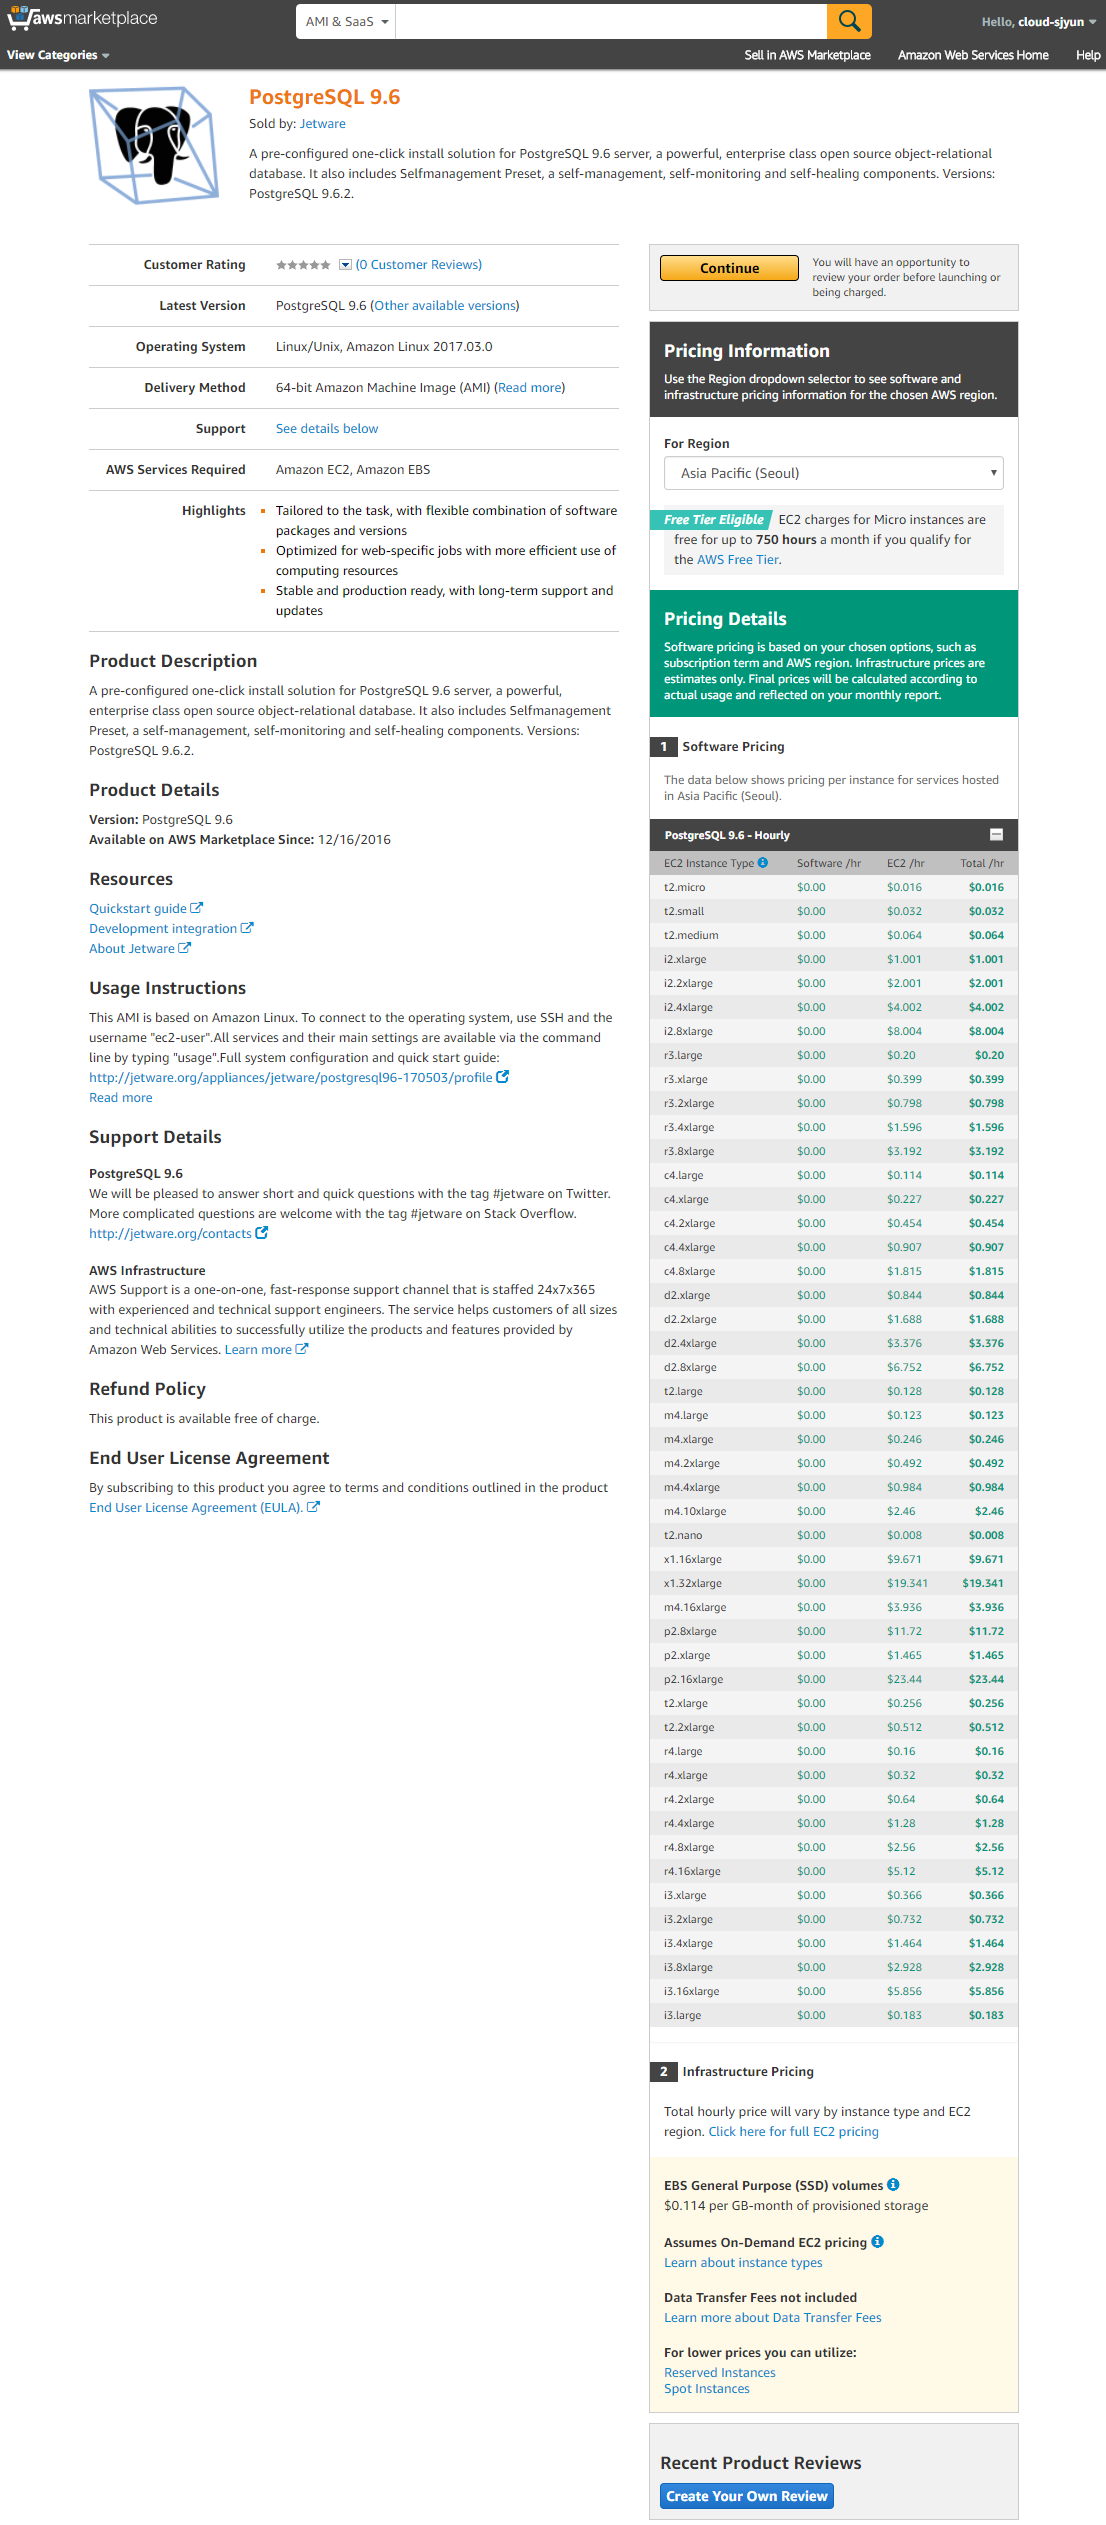 awsmarketplace
AMI & SaaS
Hello, cloud-sjyun
View Categories
Sell in AWS Marketplace Amazon Web Services Home Help
PostgreSQL 9.6
Sold by: Jetware
A pre-configured one-click install solution for PostgreSQL 9.6 server, a powerful, enterprise class open source object-relational
database. It also includes Selfmanagement Preset, a self-management, self-monitoring and self-healing components. Versions:
PostgreSQL 9.6.2.
Customer Rating (0 Customer Reviews)
Latest Version PostgreSQL 9.6 (Other available versions)
Operating System Linux/Unix, Amazon Linux 2017.03.0
Delivery Method 64-bit Amazon Machine Image (AMI) (Read more)
Support See details below
AWS Services Required Amazon EC2, Amazon EBS
Highlights Tailored to the task, with flexible combination of software
packages and versions
Optimized for web-specific jobs with more efficient use of
computing resources
Stable and production ready, with long-term support and
updates
Product Description
A pre-configured one-click install solution for PostgreSQL 9.6 server, a powerful,
enterprise class open source object-relational database. It also includes Selfmanagement
Preset, a self-management, self-monitoring and self-healing components. Versions:
PostgreSQL 9.6.2.
Product Details
Version: PostgreSQL 9.6
Available on AWS Marketplace Since: 12/16/2016
Resources
Quickstart guide
Development integration
About Jetware
Usage Instructions
This AMI is based on Amazon Linux. To connect to the operating system, use SSH and the
username "ec2-user".All services and their main settings are available via the command
line by typing "usage".Full system configuration and quick start guide:
http://jetware.org/appliances/jetware/postgresql96-170503/profile
Read more
Support Details
PostgreSQL 9.6
We will be pleased to answer short and quick questions with the tag #jetware on Twitter.
More complicated questions are welcome with the tag #jetware on Stack Overflow.
http://jetware.org/contacts
AWS Infrastructure
AWS Support is a one-on-one, fast-response support channel that is staffed 24x7x365
with experienced and technical support engineers. The service helps customers of all sizes
and technical abilities to successfully utilize the products and features provided by
Amazon Web Services. Learn more
Refund Policy
This product is available free of charge.
End User License Agreement
By subscribing to this product you agree to terms and conditions outlined in the product
End User License Agreement (EULA).
Continue
You will have an opportunity to
review your order before launching or
being charged.
Pricing Information
Use the Region dropdown selector to see software and
infrastructure pricing information for the chosen AWS region.
For Region
Asia Pacific (Seoul)
Free Tier Eligible EC2 charges for Micro instances are
free for up to 750 hours a month if you qualify for
the AWS Free Tier.
Pricing Details
Software pricing is based on your chosen options, such as
subscription term and AWS region. Infrastructure prices are
estimates only. Final prices will be calculated according to
actual usage and reflected on your monthly report.
1 Software Pricing
The data below shows pricing per instance for services hosted
in Asia Pacific (Seoul).
PostgreSQL 9.6 - Hourly
EC2 Instance Type Software /hr EC2 /hr Total /hr
t2.micro $0.00 $0.016 $0.016
t2.small $0.00 $0.032 $0.032
t2.medium $0.00 $0.064 $0.064
i2.xlarge $0.00 $1.001 $1.001
i2.2xlarge $0.00 $2.001 $2.001
i2.4xlarge $0.00 $4.002 $4.002
i2.8xlarge $0.00 $8.004 $8.004
r3.large $0.00 $0.20 $0.20
r3.xlarge $0.00 $0.399 $0.399
r3.2xlarge $0.00 $0.798 $0.798
r3.4xlarge $0.00 $1.596 $1.596
r3.8xlarge $0.00 $3.192 $3.192
c4.large $0.00 $0.114 $0.114
c4.xlarge $0.00 $0.227 $0.227
c4.2xlarge $0.00 $0.454 $0.454
c4.4xlarge $0.00 $0.907 $0.907
c4.8xlarge $0.00 $1.815 $1.815
d2.xlarge $0.00 $0.844 $0.844
d2.2xlarge $0.00 $1.688 $1.688
d2.4xlarge $0.00 $3.376 $3.376
d2.8xlarge $0.00 $6.752 $6.752
t2.large $0.00 $0.128 $0.128
m4.large $0.00 $0.123 $0.123
m4.xlarge $0.00 $0.246 $0.246
m4.2xlarge $0.00 $0.492 $0.492
m4.4xlarge $0.00 $0.984 $0.984
m4.10xlarge $0.00 $2.46 $2.46
t2.nano $0.00 $0.008 $0.008
x1.16xlarge $0.00 $9.671 $9.671
x1.32xlarge $0.00 $19.341 $19.341
m4.16xlarge $0.00 $3.936 $3.936
p2.8xlarge $0.00 $11.72 $11.72
p2.xlarge $0.00 $1.465 $1.465
p2.16xlarge $0.00 $23.44 $23.44
t2.xlarge $0.00 $0.256 $0.256
t2.2xlarge $0.00 $0.512 $0.512
r4.large $0.00 $0.16 $0.16
r4.xlarge $0.00 $0.32 $0.32
r4.2xlarge $0.00 $0.64 $0.64
r4.4xlarge $0.00 $1.28 $1.28
r4.8xlarge $0.00 $2.56 $2.56
r4.16xlarge $0.00 $5.12 $5.12
i3.xlarge $0.00 $0.366 $0.366
i3.2xlarge $0.00 $0.732 $0.732
i3.4xlarge $0.00 $1.464 $1.464
i3.8xlarge $0.00 $2.928 $2.928
i3.16xlarge $0.00 $5.856 $5.856
i3.large $0.00 $0.183 $0.183
2 Infrastructure Pricing
Total hourly price will vary by instance type and EC2
region. Click here for full EC2 pricing
EBS General Purpose (SSD) volumes
$0.114 per GB-month of provisioned storage
Assumes On-Demand EC2 pricing
Learn about instance types
Data Transfer Fees not included
Learn more about Data Transfer Fees
For lower prices you can utilize:
Reserved Instances
Spot Instances
Recent Product Reviews
Create Your Own Review